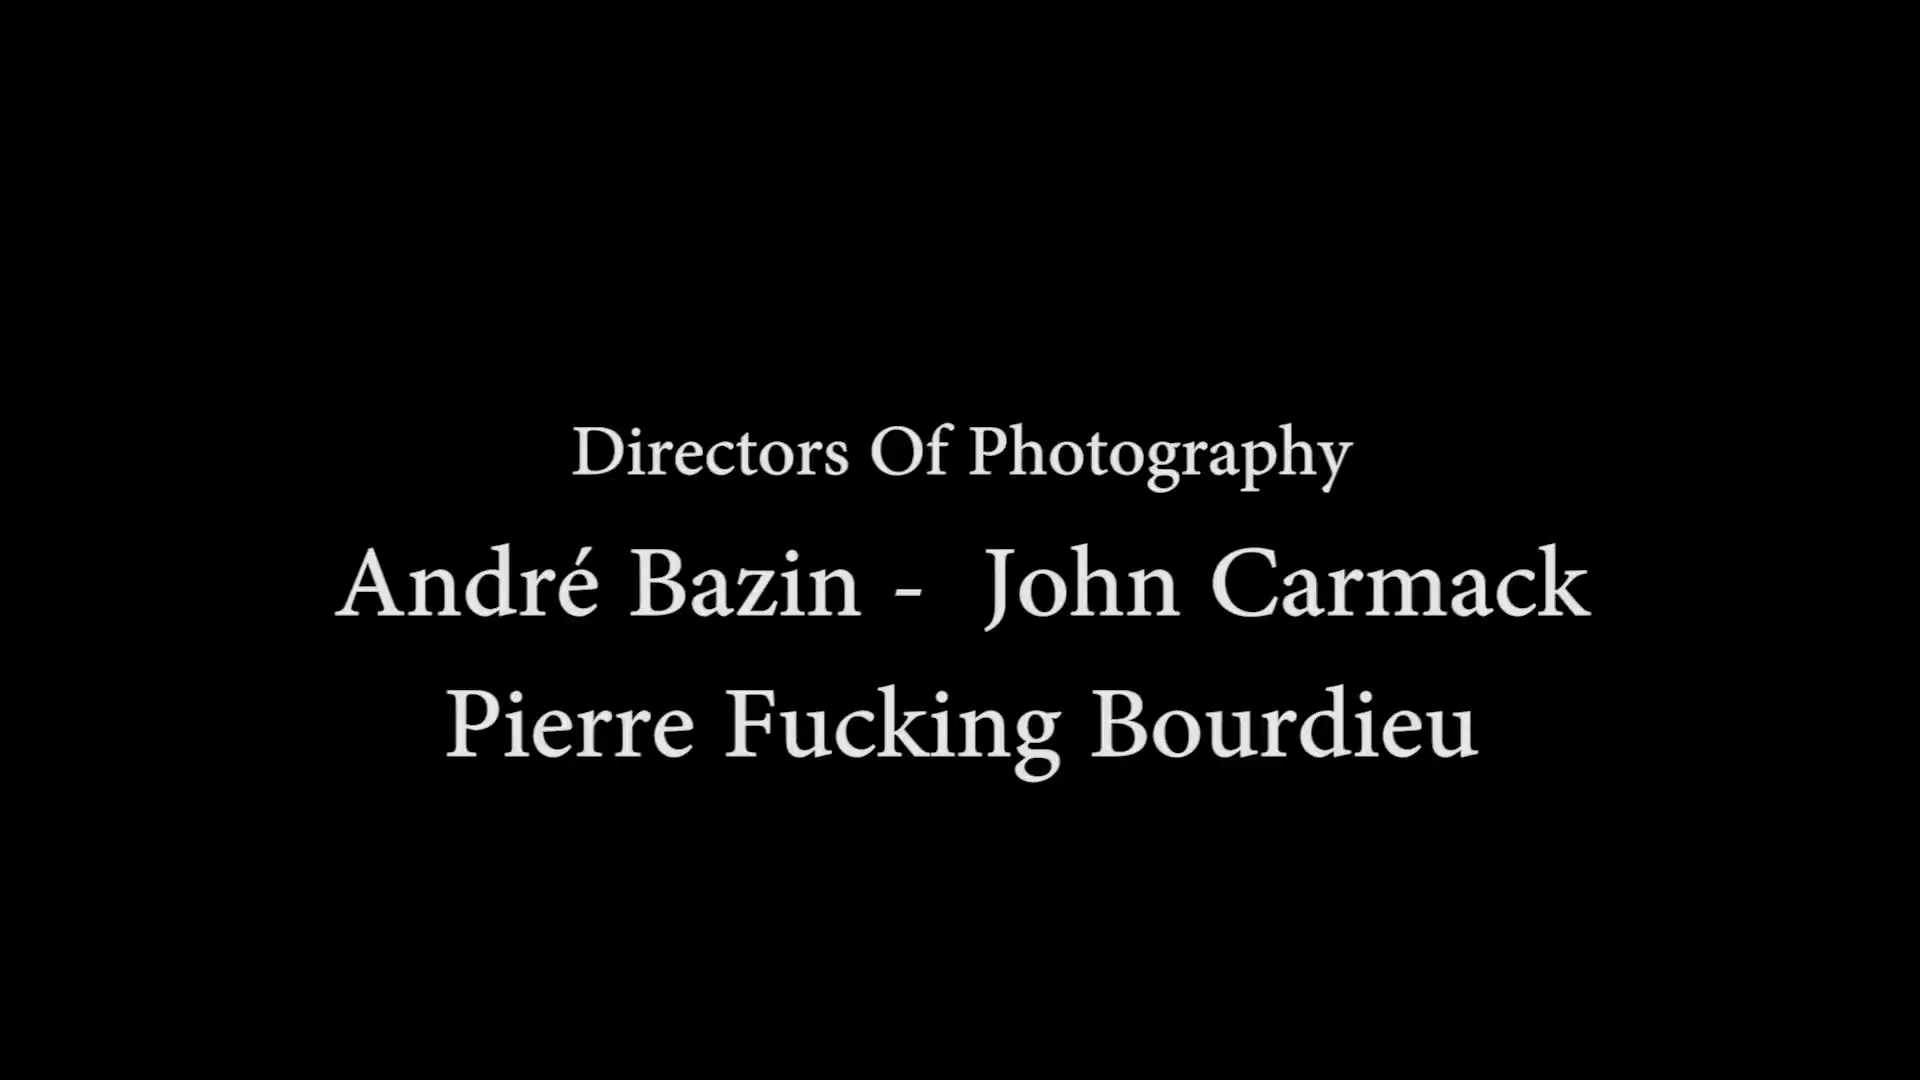 Directors Of Photography
André Bazin - John Carmack
Pierre Fucking Bourdieu